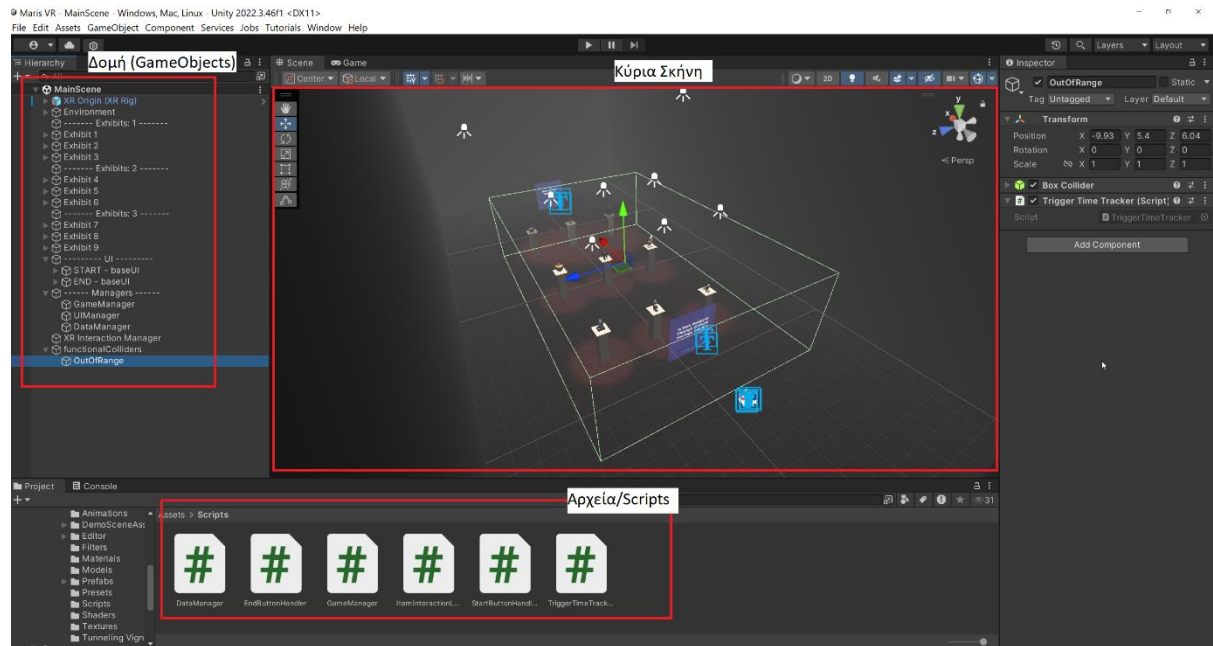 Maris VR - MainScene - Windows, Mac, Linux - Unity 2022.3.46f1 <DX11>
File Edit Assets GameObject Component Services Jobs Tutorials Window Help
Layers Layout
Hierarchy
Δομή (GameObjects)
All
MainScene
XR Origin (XR Rig)
Environment
------- Exhibits: 1 -------
Exhibit 1
Exhibit 2
Exhibit 3
------- Exhibits: 2 -------
Exhibit 4
Exhibit 5
Exhibit 6
------- Exhibits: 3 -------
Exhibit 7
Exhibit 8
Exhibit 9
--------- UI ---------
START - baseUI
END - baseUI
------ Managers ------
GameManager
UIManager
DataManager
XR Interaction Manager
functionalColliders
OutOfRange
Scene Game
Κύρια Σκήνη
Center Local
2D
y
x
z
Persp
Inspector
OutOfRange Static
Tag Untagged Layer Default
Transform
Position X -9.93 Y 5.4 Z 6.04
Rotation X 0 Y 0 Z 0
Scale X 1 Y 1 Z 1
Box Collider
Trigger Time Tracker (Script)
Script TriggerTimeTracker
Add Component
Project Console
Αρχεία/Scripts
31
Animations
DemoSceneAss
Editor
Filters
Materials
Models
Prefabs
Presets
Scripts
Shaders
Textures
Tunneling Vign
Assets > Scripts
DataManager EndButtonHandler GameManager ItemInteractionL... StartButtonHandl... TriggerTimeTrack...